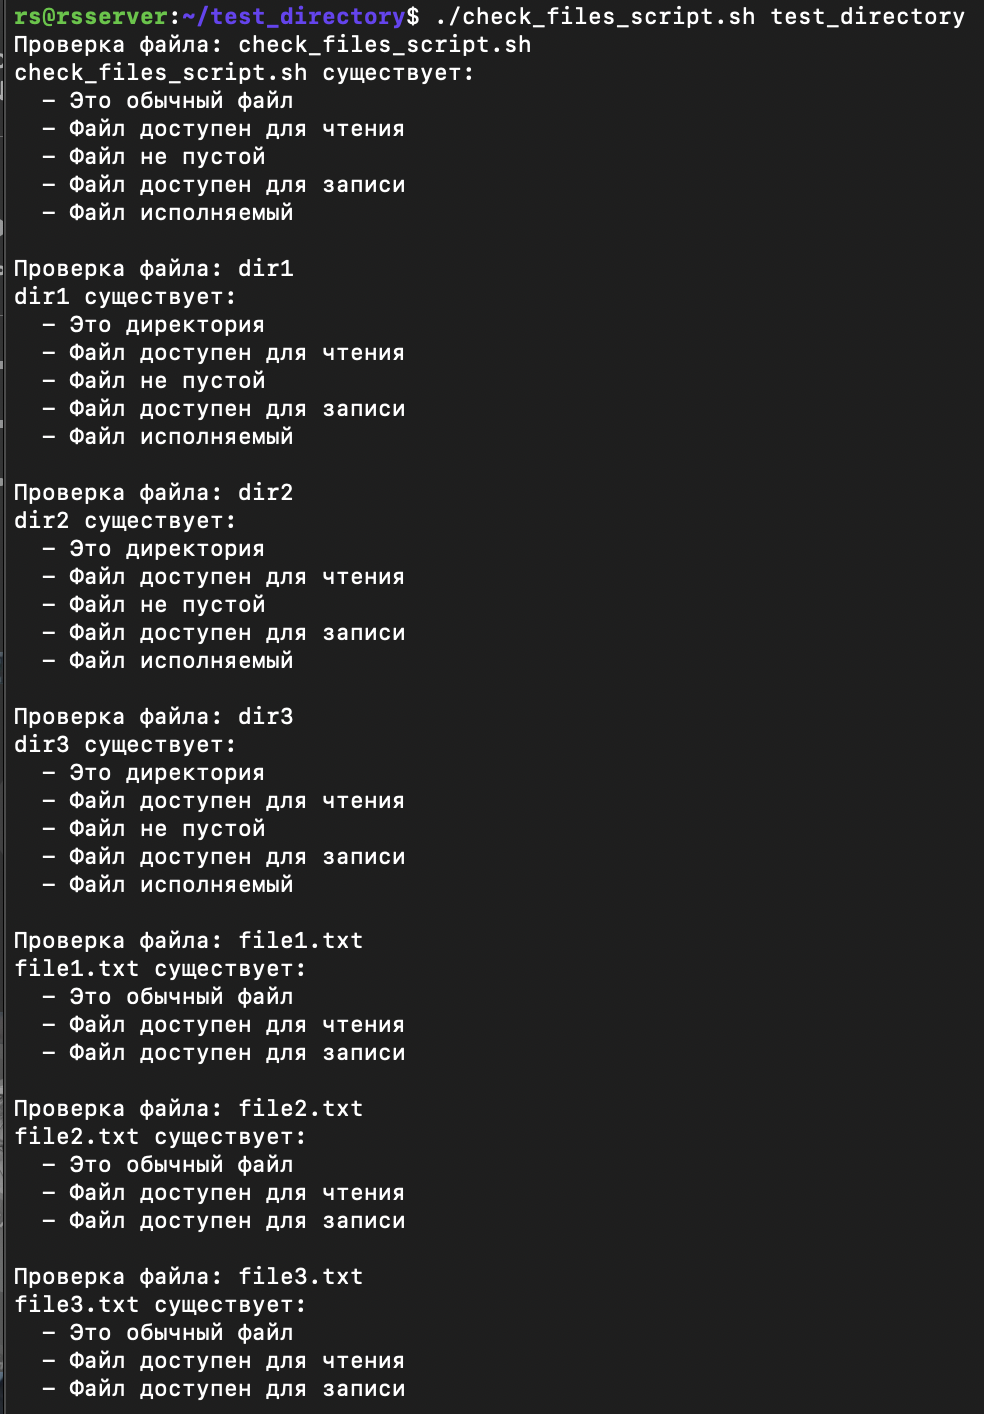 rs@rsserver:~/test_directory$ ./check_files_script.sh test_directory
Проверка файла: check_files_script.sh
check_files_script.sh существует:
  – Это обычный файл
  – Файл доступен для чтения
  – Файл не пустой
  – Файл доступен для записи
  – Файл исполняемый

Проверка файла: dir1
dir1 существует:
  – Это директория
  – Файл доступен для чтения
  – Файл не пустой
  – Файл доступен для записи
  – Файл исполняемый

Проверка файла: dir2
dir2 существует:
  – Это директория
  – Файл доступен для чтения
  – Файл не пустой
  – Файл доступен для записи
  – Файл исполняемый

Проверка файла: dir3
dir3 существует:
  – Это директория
  – Файл доступен для чтения
  – Файл не пустой
  – Файл доступен для записи
  – Файл исполняемый

Проверка файла: file1.txt
file1.txt существует:
  – Это обычный файл
  – Файл доступен для чтения
  – Файл доступен для записи

Проверка файла: file2.txt
file2.txt существует:
  – Это обычный файл
  – Файл доступен для чтения
  – Файл доступен для записи

Проверка файла: file3.txt
file3.txt существует:
  – Это обычный файл
  – Файл доступен для чтения
  – Файл доступен для записи